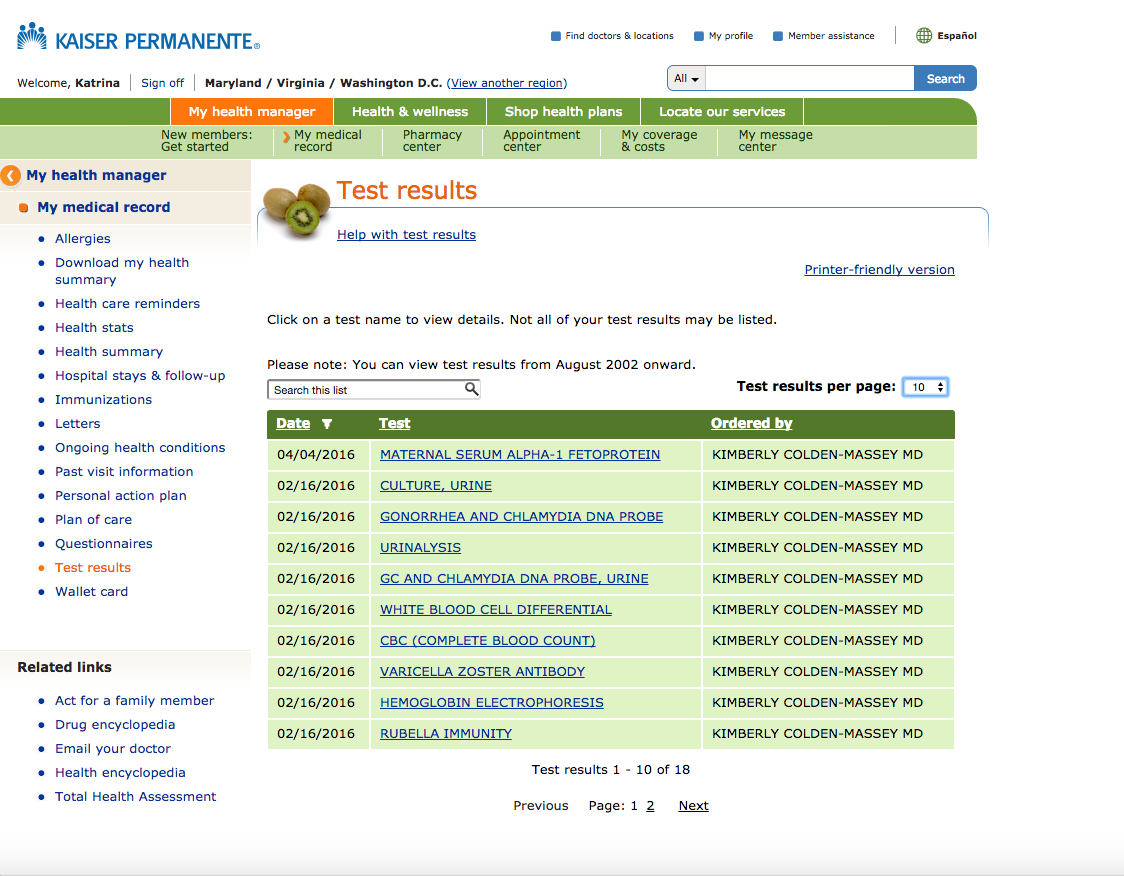 KAISER PERMANENTE®
Find doctors & locations My profile Member assistance Español
Welcome, Katrina Sign off Maryland / Virginia / Washington D.C. (View another region)
All Search
My health manager Health & wellness Shop health plans Locate our services
New members: Get started
My medical record
Pharmacy center
Appointment center
My coverage & costs
My message center
My health manager
My medical record
Allergies
Download my health
summary
Health care reminders
Health stats
Health summary
Hospital stays & follow-up
Immunizations
Letters
Ongoing health conditions
Past visit information
Personal action plan
Plan of care
Questionnaires
Test results
Wallet card
Related links
Act for a family member
Drug encyclopedia
Email your doctor
Health encyclopedia
Total Health Assessment
Test results
Help with test results
Printer-friendly version
Click on a test name to view details. Not all of your test results may be listed.
Please note: You can view test results from August 2002 onward.
Search this list
Test results per page: 10
Date Test Ordered by
04/04/2016 MATERNAL SERUM ALPHA-1 FETOPROTEIN KIMBERLY COLDEN-MASSEY MD
02/16/2016 CULTURE, URINE KIMBERLY COLDEN-MASSEY MD
02/16/2016 GONORRHEA AND CHLAMYDIA DNA PROBE KIMBERLY COLDEN-MASSEY MD
02/16/2016 URINALYSIS KIMBERLY COLDEN-MASSEY MD
02/16/2016 GC AND CHLAMYDIA DNA PROBE, URINE KIMBERLY COLDEN-MASSEY MD
02/16/2016 WHITE BLOOD CELL DIFFERENTIAL KIMBERLY COLDEN-MASSEY MD
02/16/2016 CBC (COMPLETE BLOOD COUNT) KIMBERLY COLDEN-MASSEY MD
02/16/2016 VARICELLA ZOSTER ANTIBODY KIMBERLY COLDEN-MASSEY MD
02/16/2016 HEMOGLOBIN ELECTROPHORESIS KIMBERLY COLDEN-MASSEY MD
02/16/2016 RUBELLA IMMUNITY KIMBERLY COLDEN-MASSEY MD
Test results 1 - 10 of 18
Previous Page: 1 2 Next